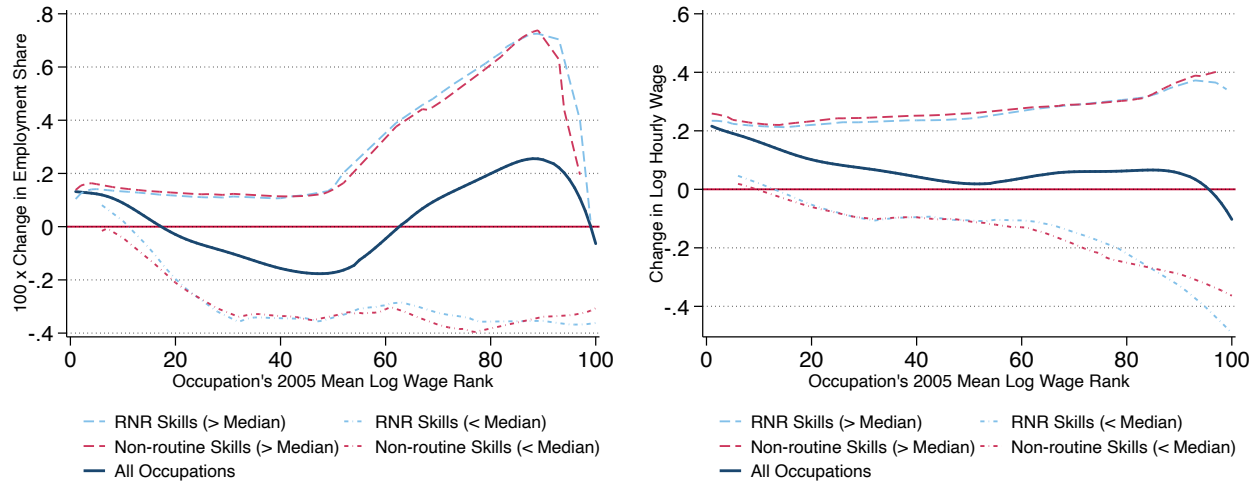 100 x Change in Employment Share
.8
.6
.4
.2
0
-.2
-.4
0 20 40 60 80 100
Occupation's 2005 Mean Log Wage Rank
RNR Skills (> Median) RNR Skills (< Median)
Non-routine Skills (> Median) Non-routine Skills (< Median)
All Occupations
Change in Log Hourly Wage
.6
.4
.2
0
-.2
-.4
0 20 40 60 80 100
Occupation's 2005 Mean Log Wage Rank
RNR Skills (> Median) RNR Skills (< Median)
Non-routine Skills (> Median) Non-routine Skills (< Median)
All Occupations